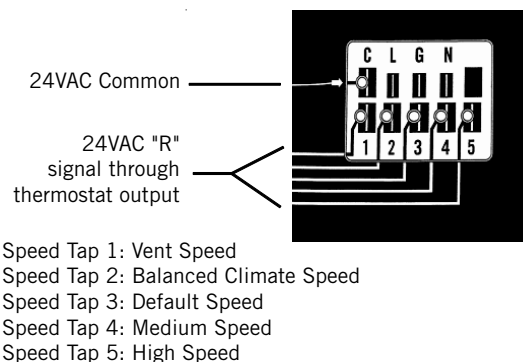 C L G N
24VAC Common
24VAC "R"
signal through
thermostat output
1 2 3 4 5
Speed Tap 1: Vent Speed
Speed Tap 2: Balanced Climate Speed
Speed Tap 3: Default Speed
Speed Tap 4: Medium Speed
Speed Tap 5: High Speed